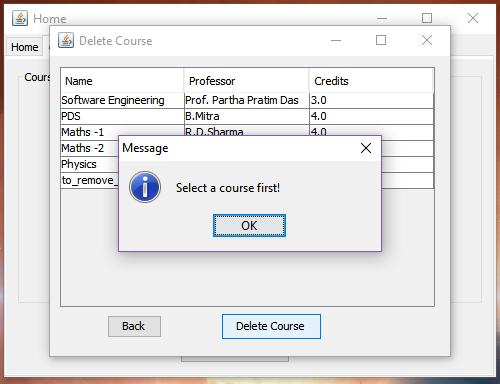 Home
Delete Course
Home
Cours
Name Professor Credits
Software Engineering Prof. Partha Pratim Das 3.0
PDS B.Mitra 4.0
Maths -1 R.D.Sharma 4.0
Maths -2
Physics
to_remove_
Message
Select a course first!
OK
Back Delete Course